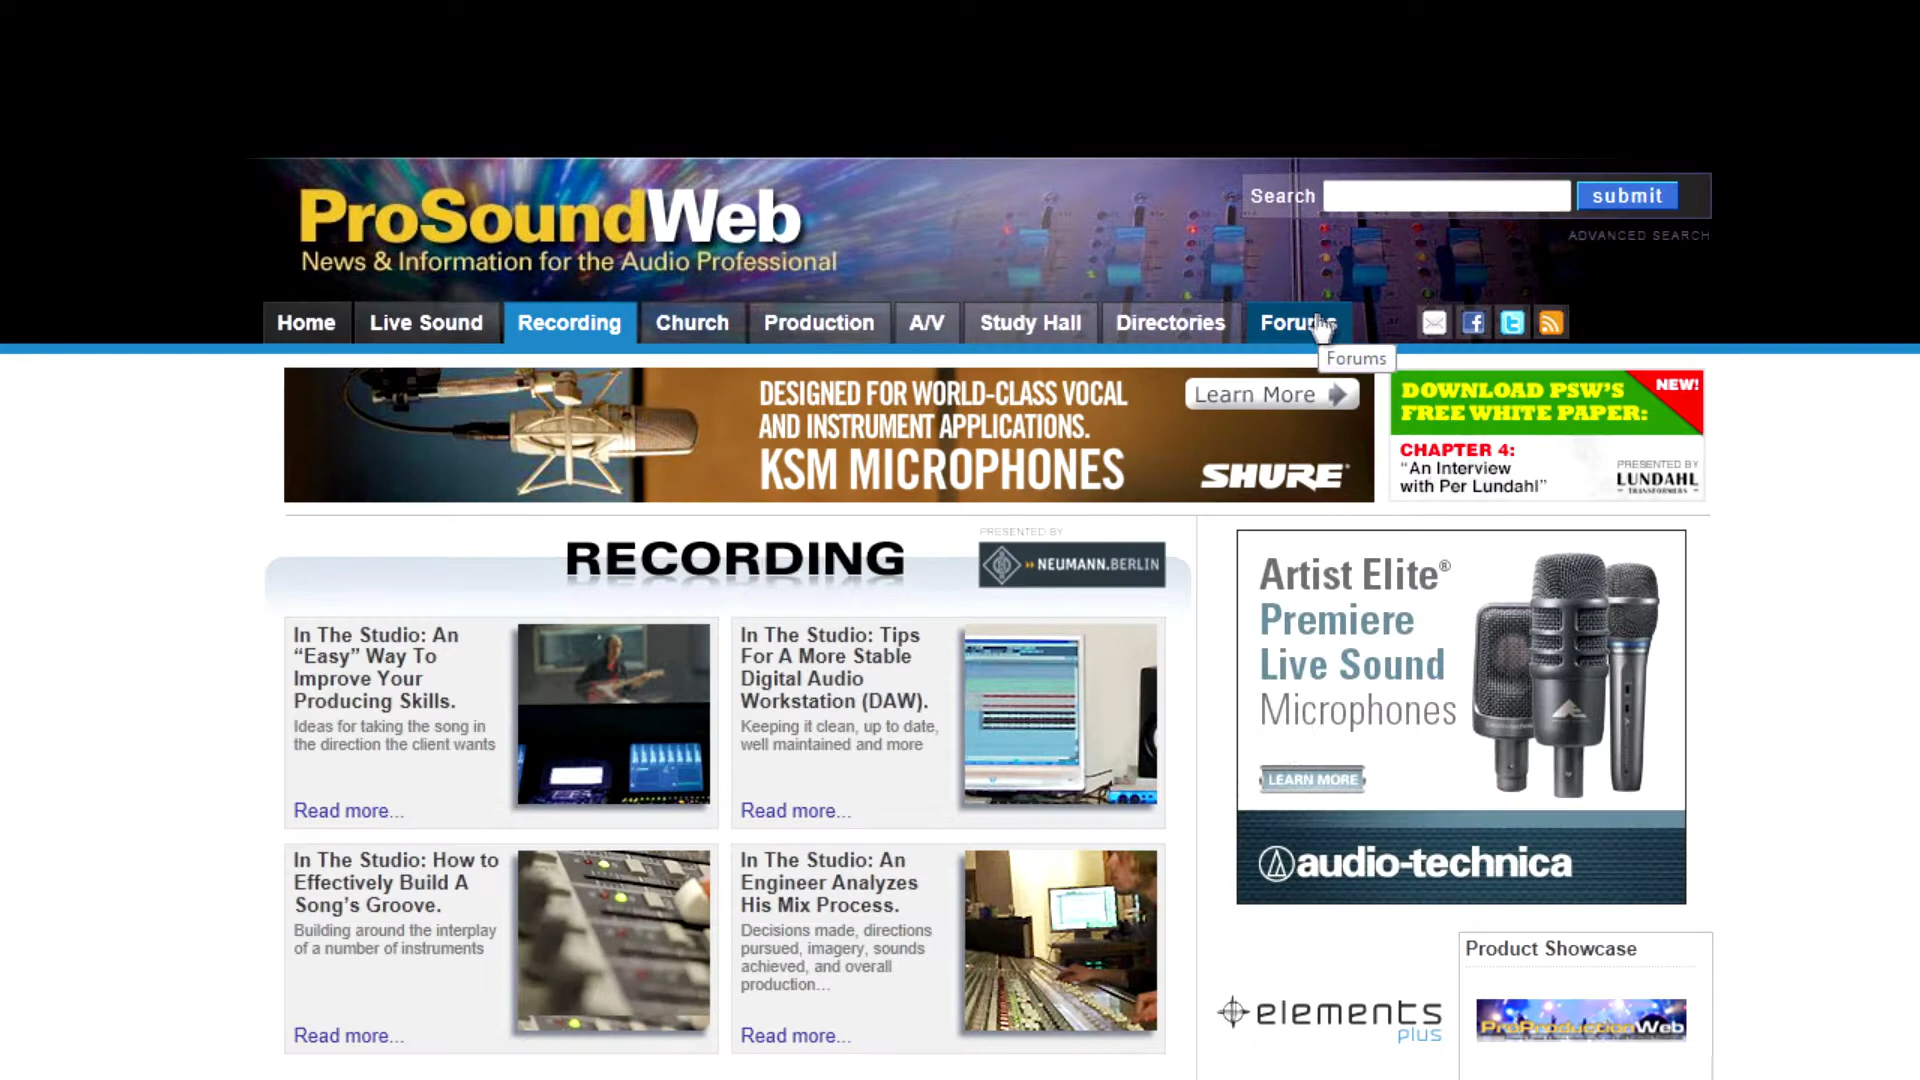 ProSoundWeb
News & Information for the Audio Professional
Search
submit
ADVANCED SEARCH
Home
Live Sound
Recording
Church
Production
A/V
Study Hall
Directories
Forums
Forums
DESIGNED FOR WORLD-CLASS VOCAL
AND INSTRUMENT APPLICATIONS.
KSM MICROPHONES
Learn More
SHURE
DOWNLOAD PSW'S
FREE WHITE PAPER:
NEW!
CHAPTER 4:
“An Interview
with Per Lundahl”
PRESENTED BY
LUNDAHL
TRANSFORMERS
RECORDING
PRESENTED BY
NEUMANN.BERLIN
In The Studio: An
“Easy” Way To
Improve Your
Producing Skills.
Ideas for taking the song in
the direction the client wants
Read more...
In The Studio: Tips
For A More Stable
Digital Audio
Workstation (DAW).
Keeping it clean, up to date,
well maintained and more
Read more...
In The Studio: How to
Effectively Build A
Song’s Groove.
Building around the interplay
of a number of instruments
Read more...
In The Studio: An
Engineer Analyzes
His Mix Process.
Decisions made, directions
pursued, imagery, sounds
achieved, and overall
production…
Read more...
Artist Elite®
Premiere
Live Sound
Microphones
LEARN MORE
audio-technica
elements
plus
Product Showcase
ProProductionWeb